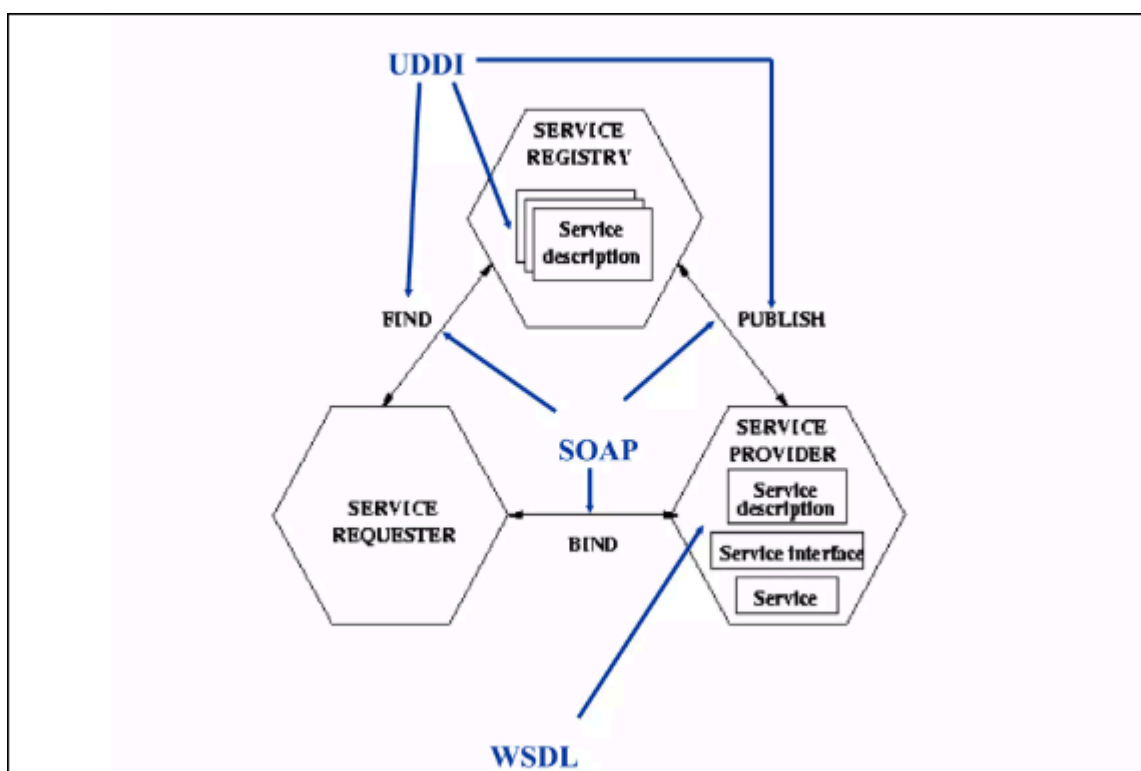 UDDI
SERVICE
REGISTRY
Service
description
FIND
PUBLISH
SOAP
SERVICE
REQUESTER
BIND
SERVICE
PROVIDER
Service
description
Service interface
Service
WSDL